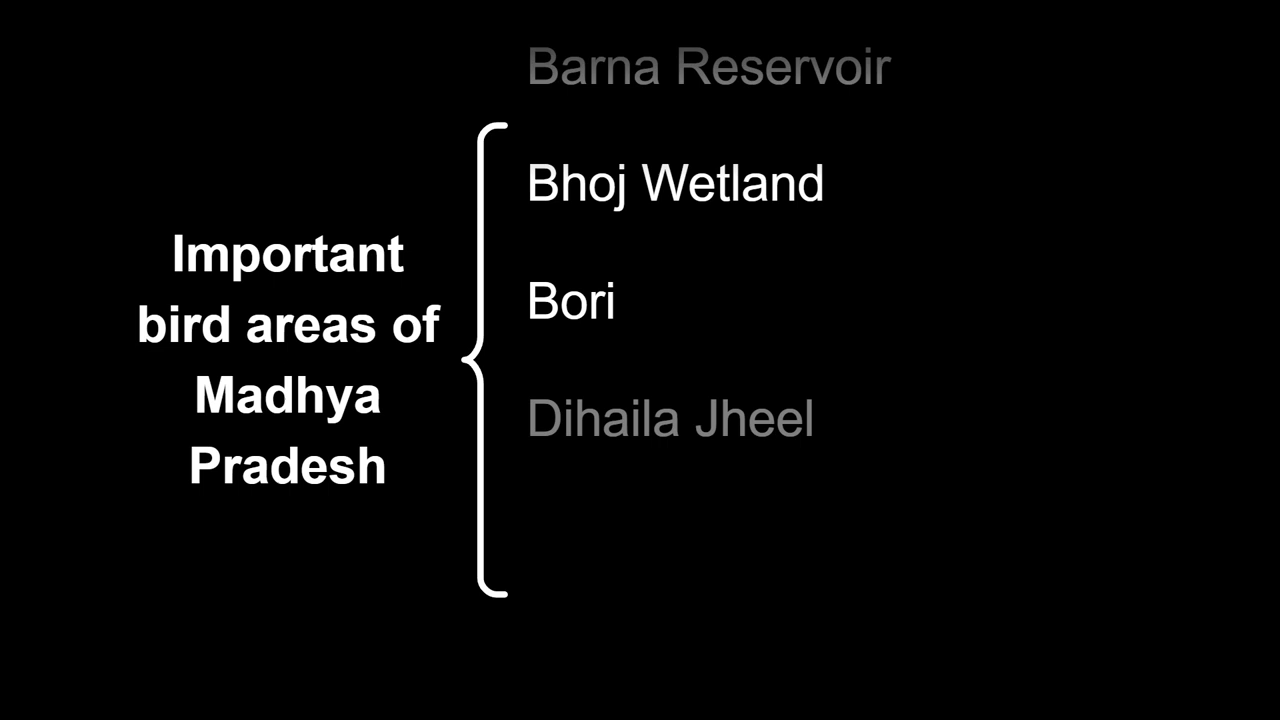 Important
bird areas of
Madhya
Pradesh
Barna Reservoir
Bhoj Wetland
Bori
Dihaila Jheel